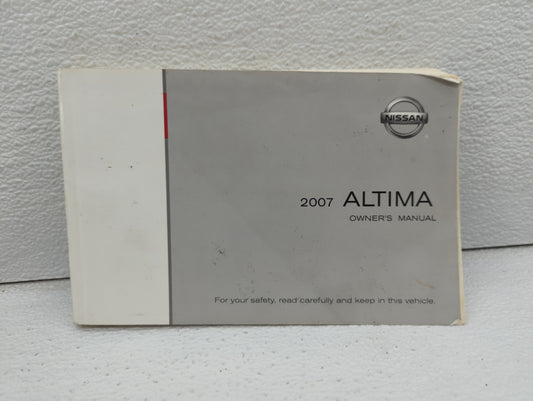 NISSAN
2007 ALTIMA
OWNER'S MANUAL
For your safety, read carefully and keep in this vehicle.